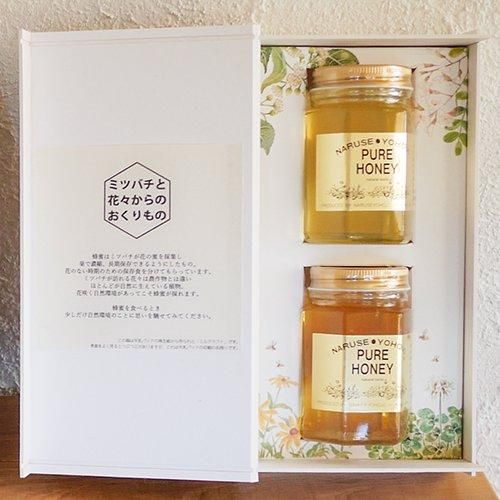 ミツバチと
花々からの
おくりもの
蜂蜜はミツバチが花の蜜を採集し
巣で濃縮、長期保存できるようにしたもの。
花のない時期のための保存食を分けてもらっています。
ミツバチが訪れる花々は農作物とは違い
ほとんどが自然に生えている植物。
花咲く自然環境があってこそ蜂蜜が採れます。
蜂蜜を食べるとき
少しだけ自然環境のことに思いを馳せてみてください。
NARUSE YOHO
PURE
HONEY
NARUSE YOHO
PURE
HONEY